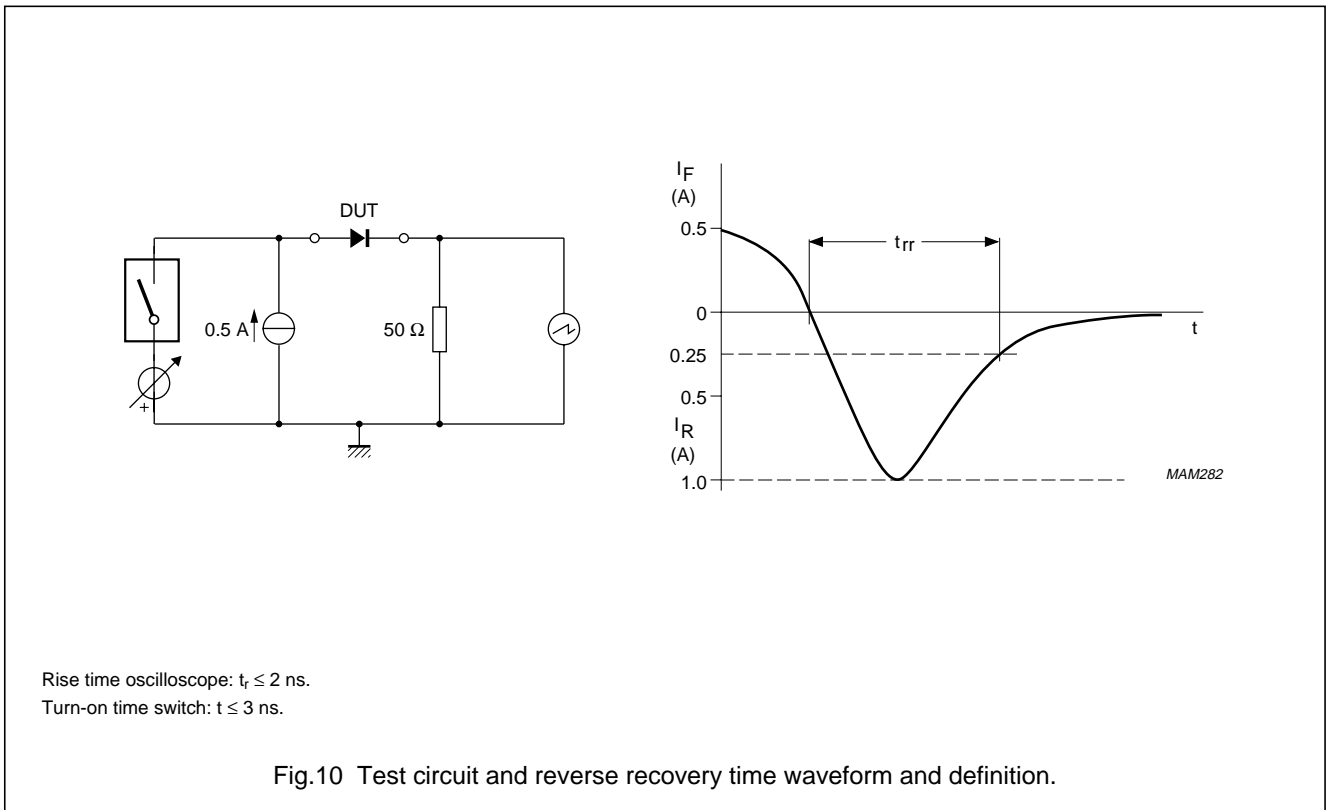 DUT
0.5 A
50 Ω
+
I_F
(A)
0.5
t_rr
0
t
0.25
0.5
I_R
(A)
1.0
MAM282
Rise time oscilloscope: t_r ≤ 2 ns.
Turn-on time switch: t ≤ 3 ns.
Fig.10 Test circuit and reverse recovery time waveform and definition.